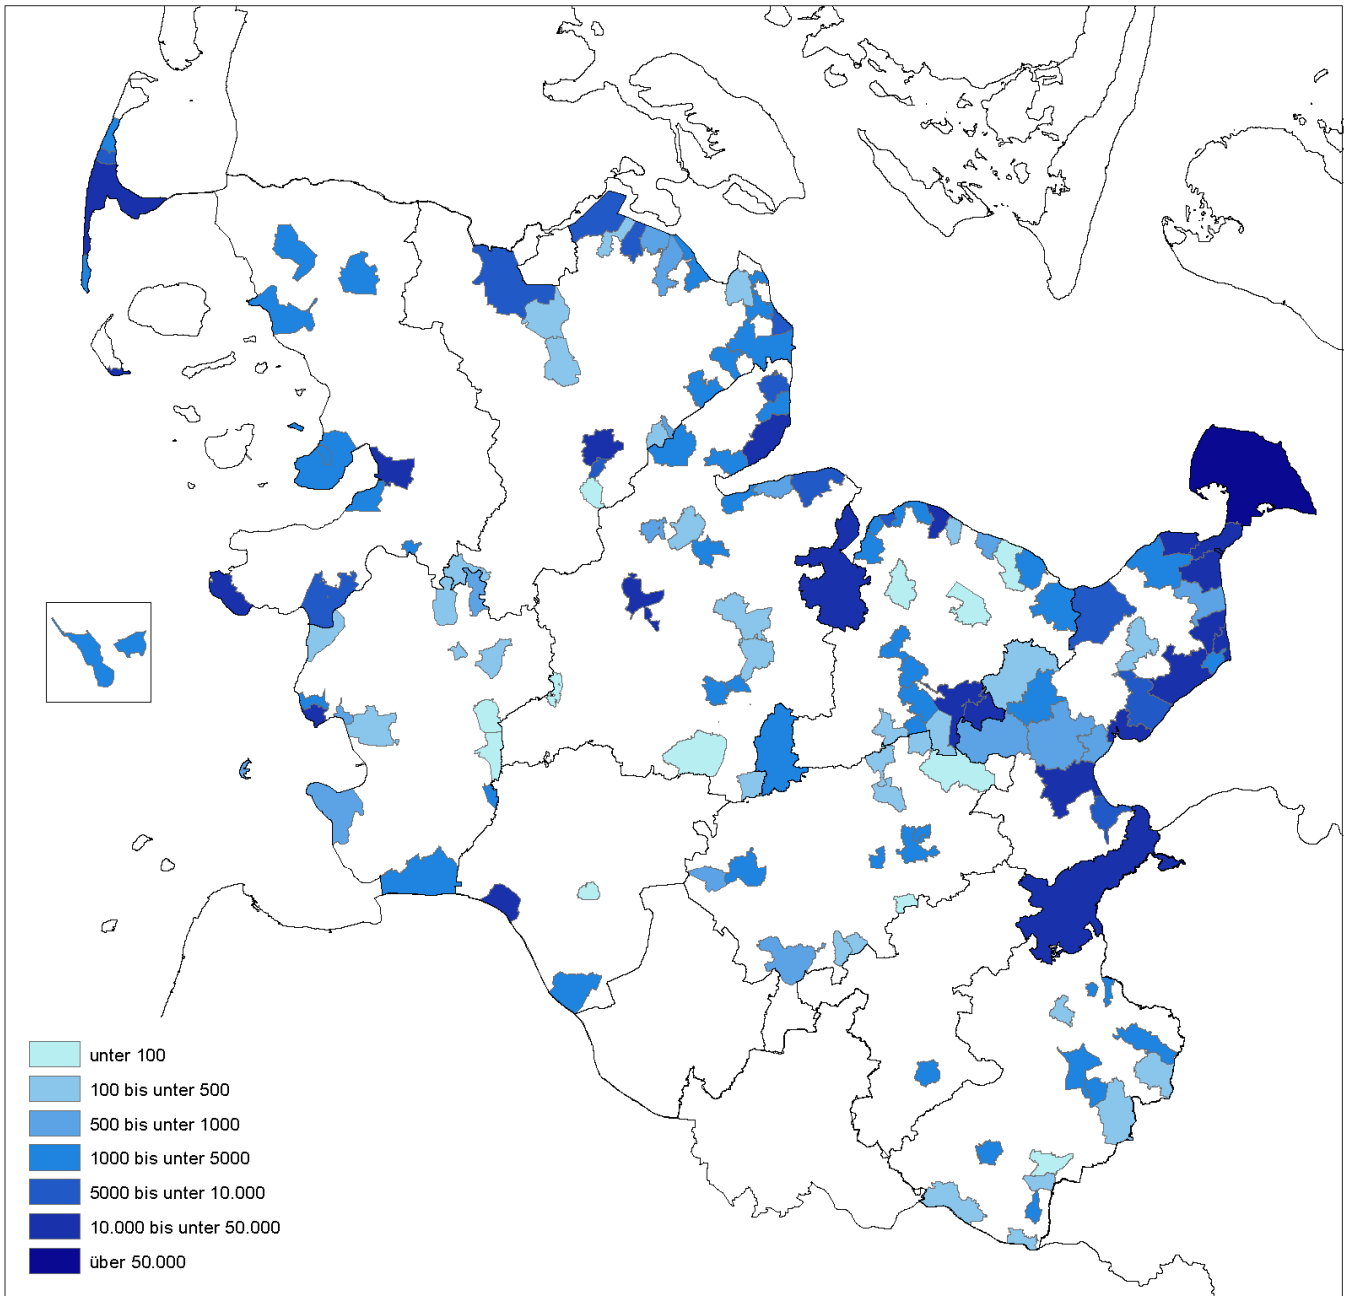 unter 100
100 bis unter 500
500 bis unter 1000
1000 bis unter 5000
5000 bis unter 10.000
10.000 bis unter 50.000
über 50.000